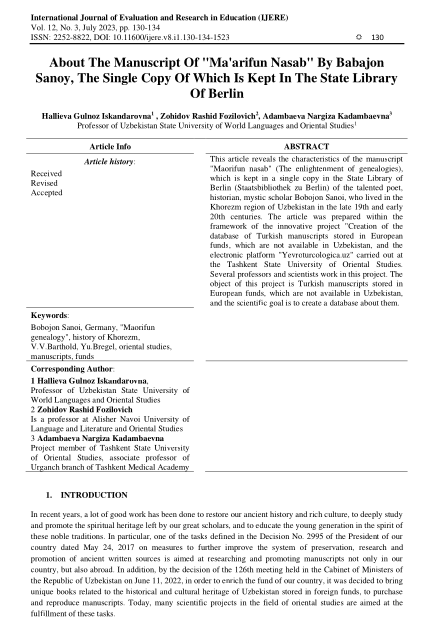 International Journal of Evaluation and Research in Education (IJERE)
Vol. 12, No. 3, July 2023, pp. 130-134
ISSN: 2252-8822, DOI: 10.11600/ijere.v8.i1.130-134-1523
130
About The Manuscript Of "Ma'arifun Nasab" By Babajon
Sanoy, The Single Copy Of Which Is Kept In The State Library
Of Berlin
Hallieva Gulnoz Iskandarovna1 , Zohidov Rashid Fozilovich2, Adambaeva Nargiza Kadambaevna3
Professor of Uzbekistan State University of World Languages and Oriental Studies1
Article Info
Article history:
Received
Revised
Accepted
ABSTRACT
This article reveals the characteristics of the manuscript
"Maorifun nasab" (The enlightenment of genealogies),
which is kept in a single copy in the State Library of
Berlin (Staatsbibliothek zu Berlin) of the talented poet,
historian, mystic scholar Bobojon Sanoi, who lived in the
Khorezm region of Uzbekistan in the late 19th and early
20th centuries. The article was prepared within the
framework of the innovative project "Creation of the
database of Turkish manuscripts stored in European
funds, which are not available in Uzbekistan, and the
electronic platform "Yevroturcologica.uz" carried out at
the Tashkent State University of Oriental Studies.
Several professors and scientists work in this project. The
object of this project is Turkish manuscripts stored in
European funds, which are not available in Uzbekistan,
and the scientific goal is to create a database about them.
Keywords:
Bobojon Sanoi, Germany, "Maorifun
genealogy", history of Khorezm,
V.V.Barthold, Yu.Bregel, oriental studies,
manuscripts, funds
Corresponding Author:
1 Hallieva Gulnoz Iskandarovna,
Professor of Uzbekistan State University of
World Languages and Oriental Studies
2 Zohidov Rashid Fozilovich
Is a professor at Alisher Navoi University of
Language and Literature and Oriental Studies
3 Adambaeva Nargiza Kadambaevna
Project member of Tashkent State University
of Oriental Studies, associate professor of
Urganch branch of Tashkent Medical Academy
1. INTRODUCTION
In recent years, a lot of good work has been done to restore our ancient history and rich culture, to deeply study
and promote the spiritual heritage left by our great scholars, and to educate the young generation in the spirit of
these noble traditions. In particular, one of the tasks defined in the Decision No. 2995 of the President of our
country dated May 24, 2017 on measures to further improve the system of preservation, research and
promotion of ancient written sources is aimed at researching and promoting manuscripts not only in our
country, but also abroad. In addition, by the decision of the 126th meeting held in the Cabinet of Ministers of
the Republic of Uzbekistan on June 11, 2022, in order to enrich the fund of our country, it was decided to bring
unique books related to the historical and cultural heritage of Uzbekistan stored in foreign funds, to purchase
and reproduce manuscripts. Today, many scientific projects in the field of oriental studies are aimed at the
fulfillment of these tasks.